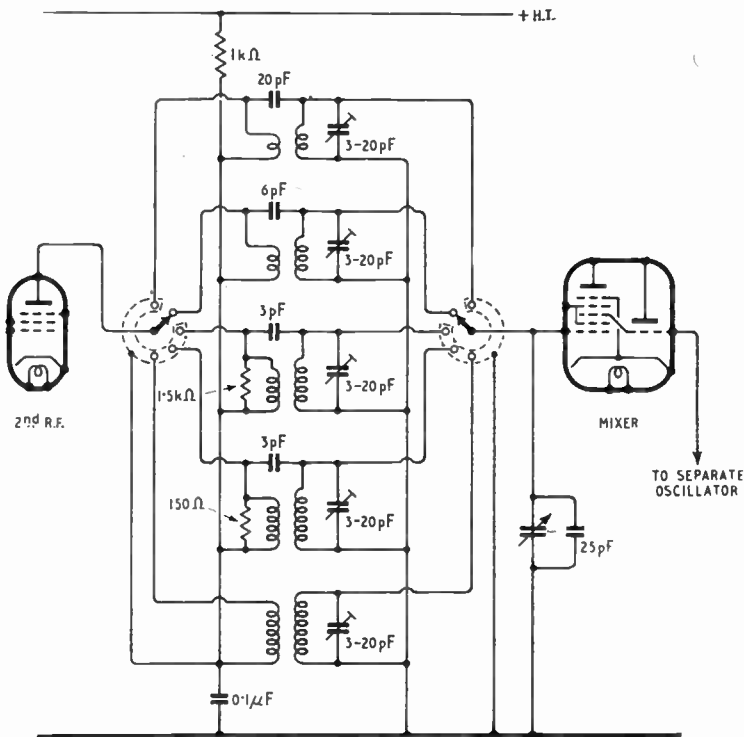 + H.T.
1kΩ
20pF
3-20pF
6pF
3-20pF
3pF
1·5kΩ
3-20pF
2nd R.F.
MIXER
3pF
TO SEPARATE
OSCILLATOR
150Ω
3-20pF
25pF
3-20pF
0·1μF